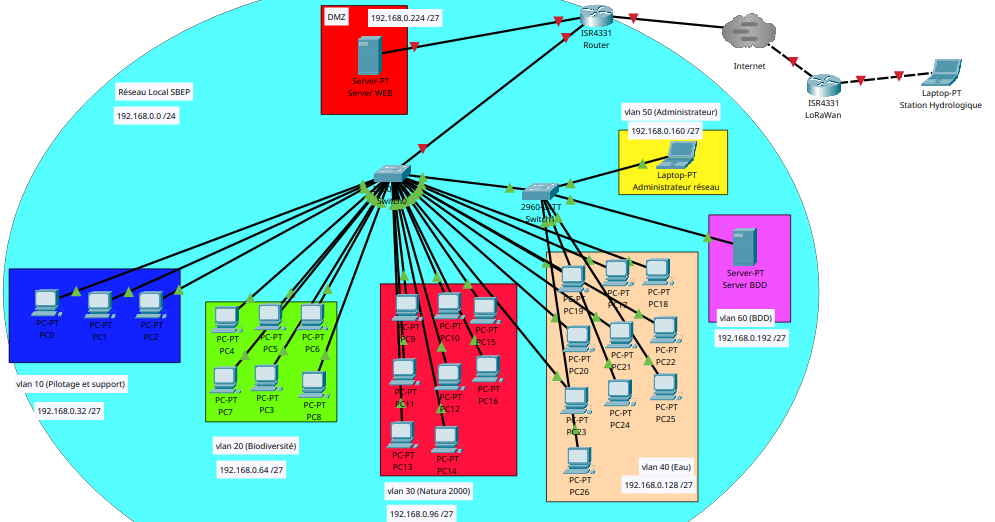 DMZ
192.168.0.224 /27
Server-PT
Server WEB
ISR4331
Router
Internet
ISR4331
LoRaWan
Laptop-PT
Station Hydrologique
Réseau Local SBEP
192.168.0.0 /24
vlan 50 (Administrateur)
192.168.0.160 /27
Laptop-PT
Administrateur réseau
Switch0
Server-PT
Server BDD
vlan 60 (BDD)
192.168.0.192 /27
PC-PT
PC0
PC-PT
PC1
PC-PT
PC2
vlan 10 (Pilotage et support)
192.168.0.32 /27
PC-PT
PC4
PC-PT
PC5
PC-PT
PC6
PC-PT
PC7
PC-PT
PC3
PC-PT
PC8
vlan 20 (Biodiversité)
192.168.0.64 /27
PC-PT
PC9
PC-PT
PC10
PC-PT
PC15
PC-PT
PC11
PC-PT
PC12
PC-PT
PC16
PC-PT
PC13
PC-PT
PC14
vlan 30 (Natura 2000)
192.168.0.96 /27
PC-PT
PC19
PC-PT
PC-PT
PC18
PC-PT
PC20
PC-PT
PC21
PC-PT
PC22
PC-PT
PC23
PC-PT
PC24
PC-PT
PC25
PC-PT
PC26
vlan 40 (Eau)
192.168.0.128 /27